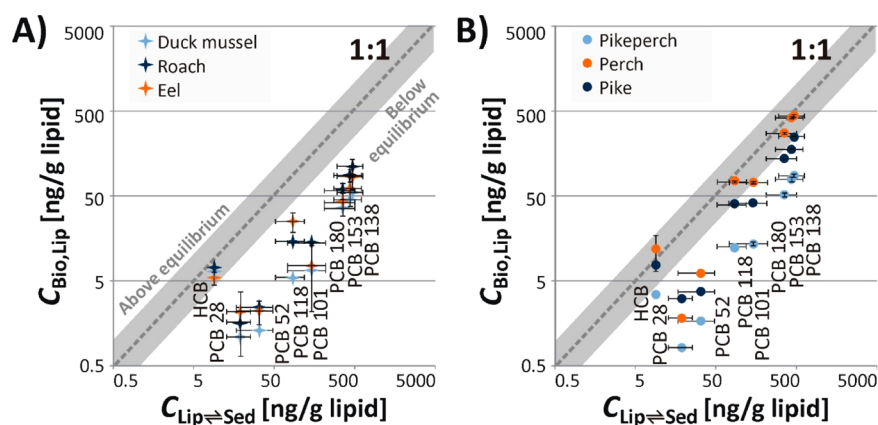 A)
5000
500
50
5
0.5
C_Bio,Lip [ng/g lipid]
Duck mussel
Roach
Eel
1:1
Below
equilibrium
Above equilibrium
HCB
PCB 28
PCB 52
PCB 118
PCB 101
PCB 180
PCB 153
PCB 138
0.5
5
50
500
5000
C_Lip⇌Sed [ng/g lipid]
B)
5000
500
50
5
0.5
C_Bio,Lip [ng/g lipid]
Pikeperch
Perch
Pike
1:1
HCB
PCB 28
PCB 52
PCB 118
PCB 101
PCB 180
PCB 153
PCB 138
0.5
5
50
500
5000
C_Lip⇌Sed [ng/g lipid]